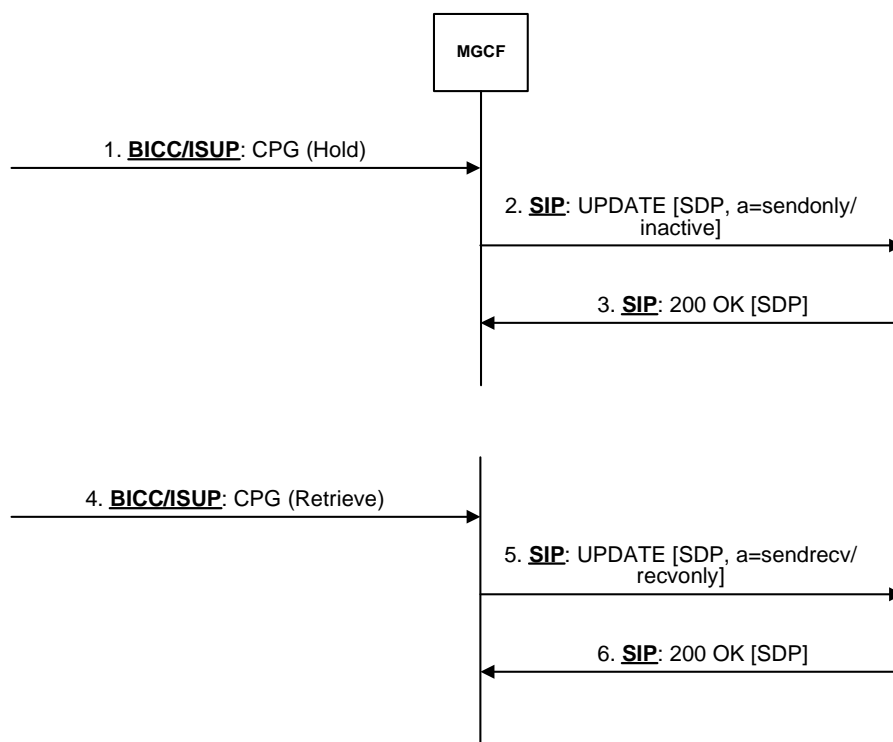 MGCF
1. BICC/ISUP: CPG (Hold)
2. SIP: UPDATE [SDP, a=sendonly/
inactive]
3. SIP: 200 OK [SDP]
4. BICC/ISUP: CPG (Retrieve)
5. SIP: UPDATE [SDP, a=sendrecv/
recvonly]
6. SIP: 200 OK [SDP]